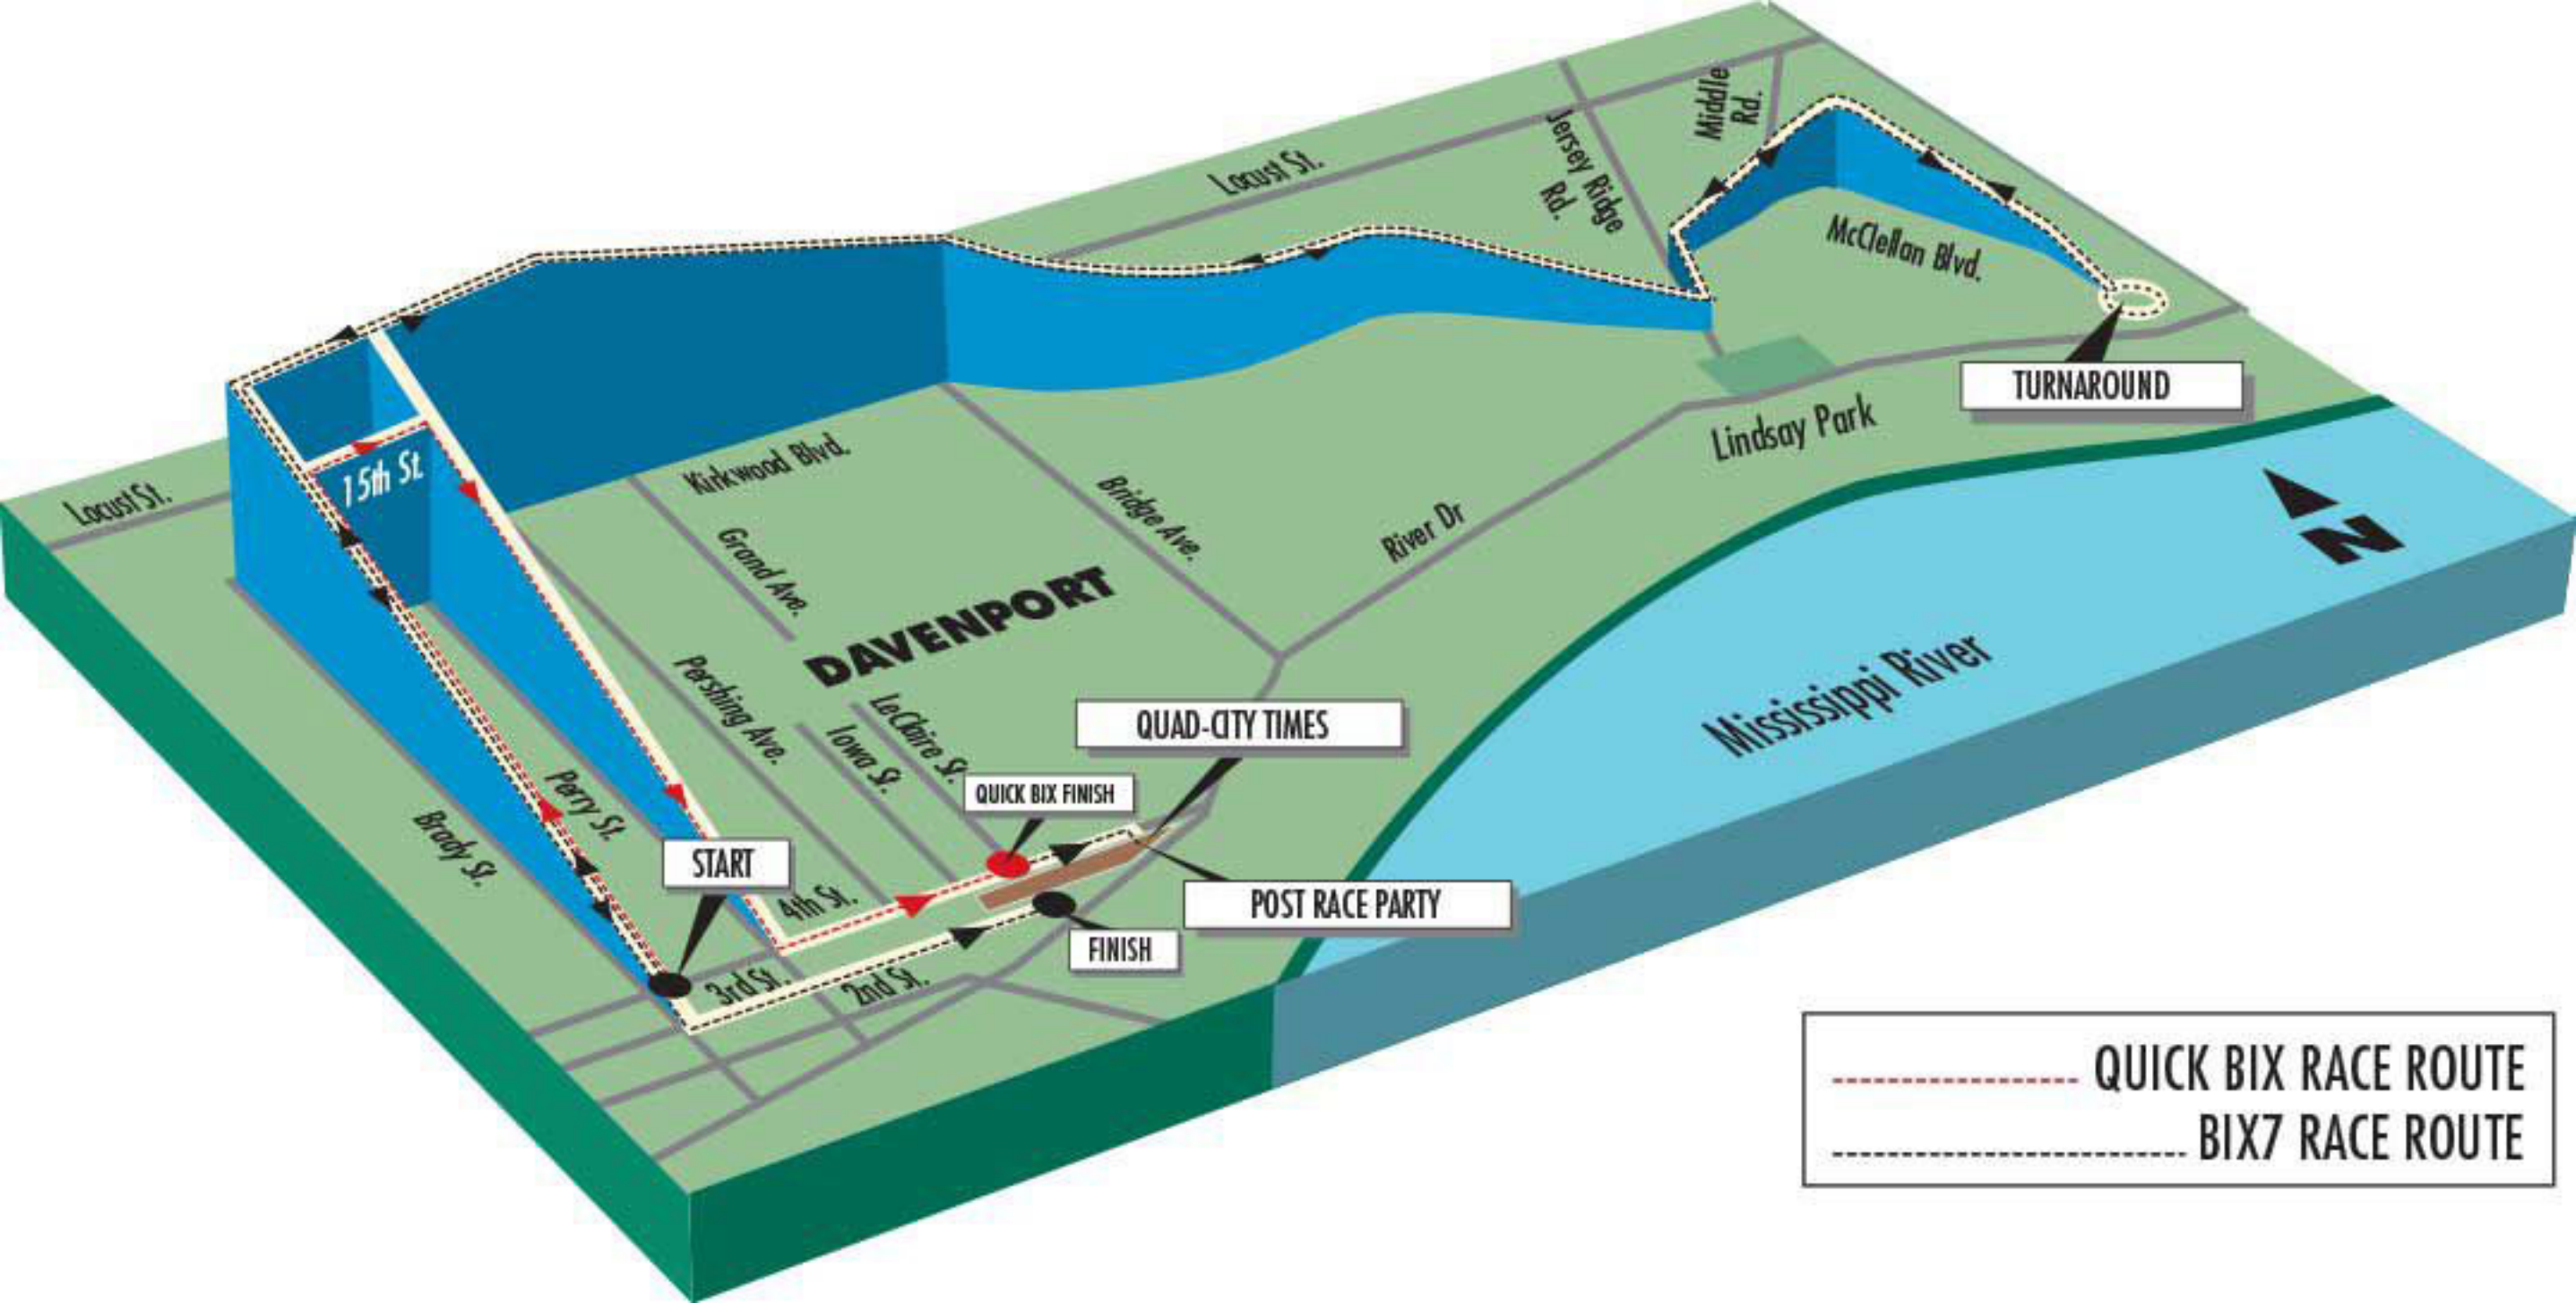 Middle
Rd.
Jersey Ridge
Rd.
Locust St.
McClellan Blvd.
TURNAROUND
Lindsay Park
15th St.
Locust St.
Kirkwood Blvd.
Bridge Ave.
River Dr
N
Grand Ave.
DAVENPORT
Mississippi River
Pershing Ave.
LeClaire St.
Iowa St.
QUAD-CITY TIMES
QUICK BIX FINISH
Perry St.
Brady St.
START
4th St.
POST RACE PARTY
FINISH
3rd St.
2nd St.
QUICK BIX RACE ROUTE
BIX7 RACE ROUTE